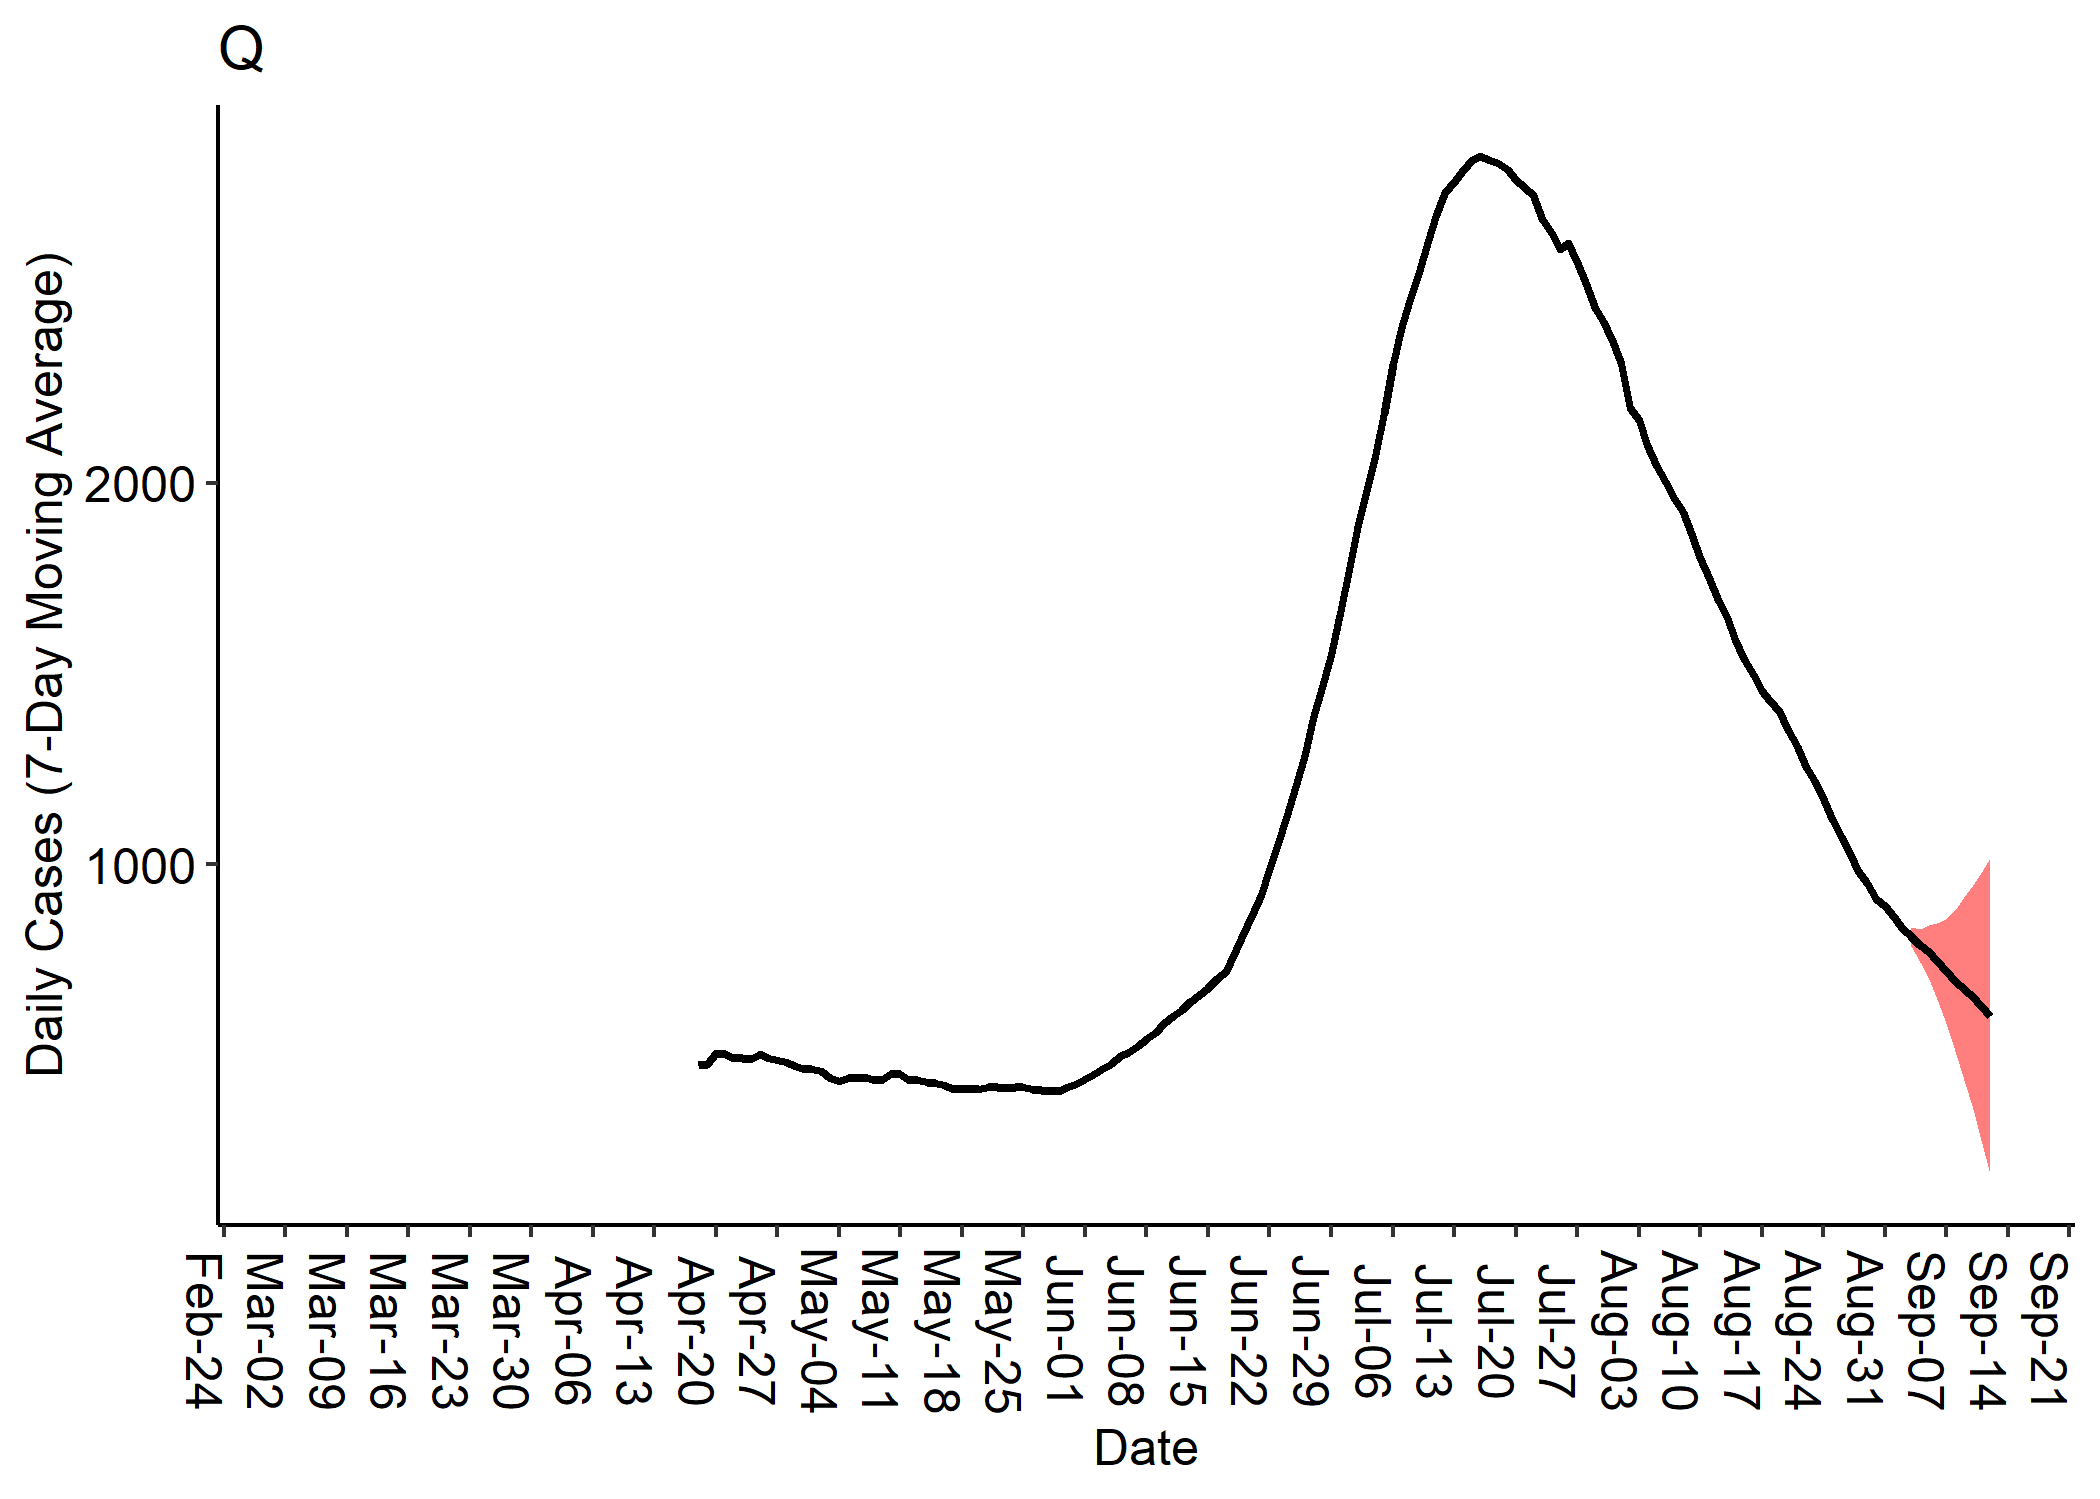 Q
Daily Cases (7-Day Moving Average)
2000
1000
Feb-24
Mar-02
Mar-09
Mar-16
Mar-23
Mar-30
Apr-06
Apr-13
Apr-20
Apr-27
May-04
May-11
May-18
May-25
Jun-01
Jun-08
Jun-15
Jun-22
Jun-29
Jul-06
Jul-13
Jul-20
Jul-27
Aug-03
Aug-10
Aug-17
Aug-24
Aug-31
Sep-07
Sep-14
Sep-21
Date